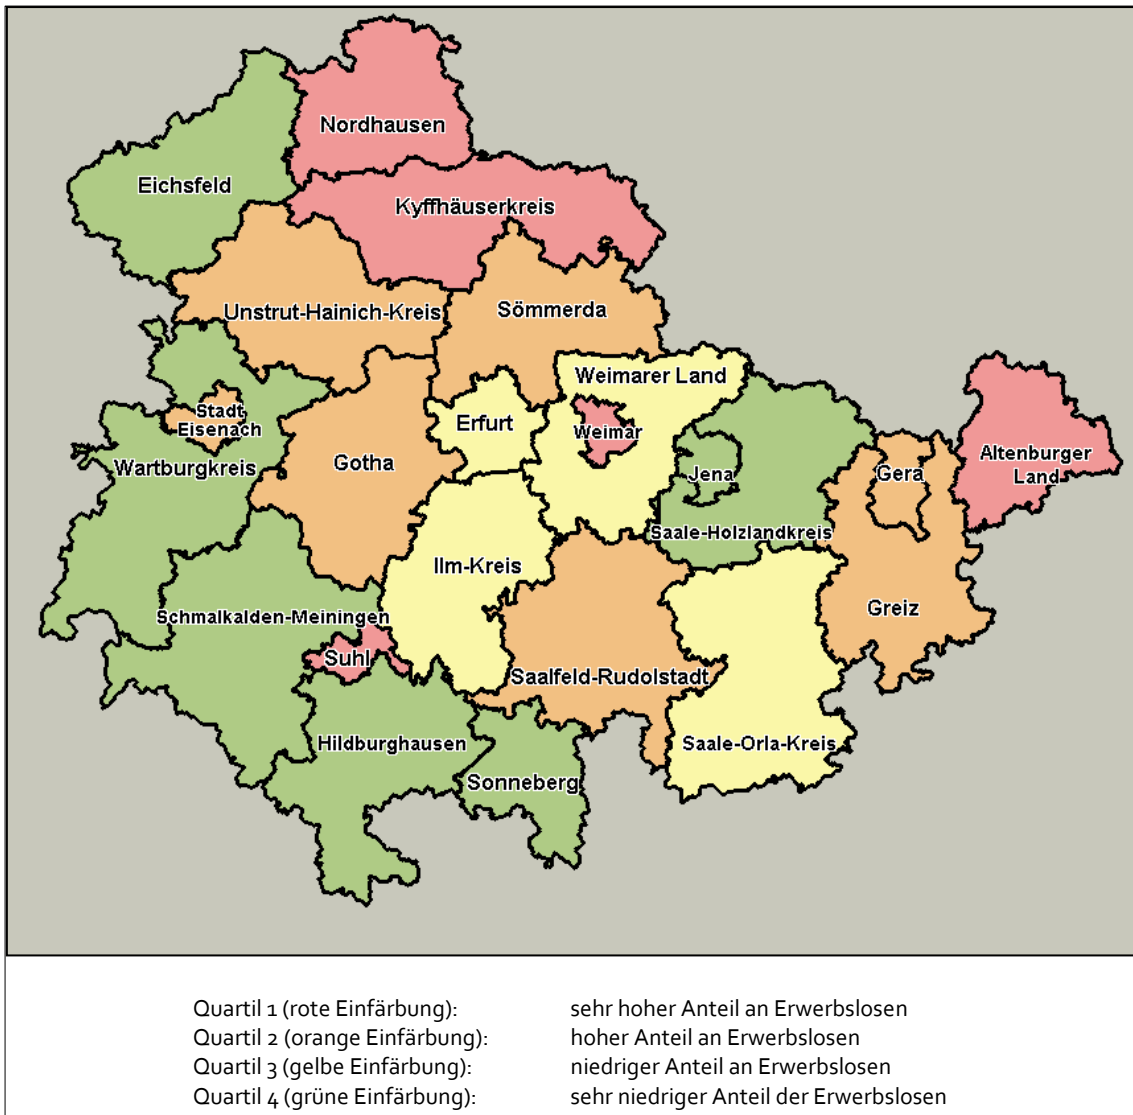 Nordhausen
Eichsfeld
Kyffhäuserkreis
Unstrut-Hainich-Kreis
Sömmerda
Weimarer Land
Stadt
Eisenach
Erfurt
Weimar
Wartburgkreis
Gotha
Jena
Gera
Altenburger
Land
Saale-Holzlandkreis
Ilm-Kreis
Greiz
Schmalkalden-Meiningen
Suhl
Saalfeld-Rudolstadt
Hildburghausen
Saale-Orla-Kreis
Sonneberg
Quartil 1 (rote Einfärbung): sehr hoher Anteil an Erwerbslosen
Quartil 2 (orange Einfärbung): hoher Anteil an Erwerbslosen
Quartil 3 (gelbe Einfärbung): niedriger Anteil an Erwerbslosen
Quartil 4 (grüne Einfärbung): sehr niedriger Anteil der Erwerbslosen